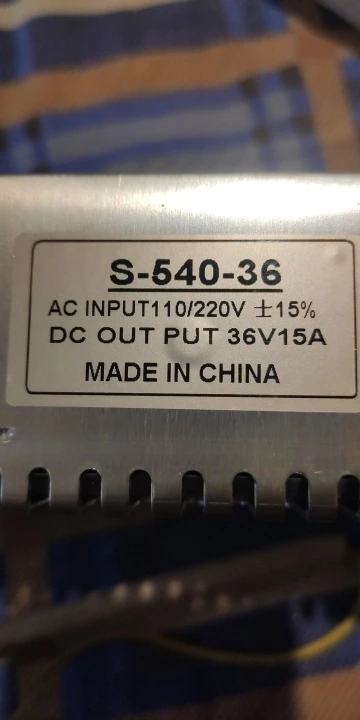 S-540-36
AC INPUT110/220V ±15%
DC OUT PUT 36V15A
MADE IN CHINA